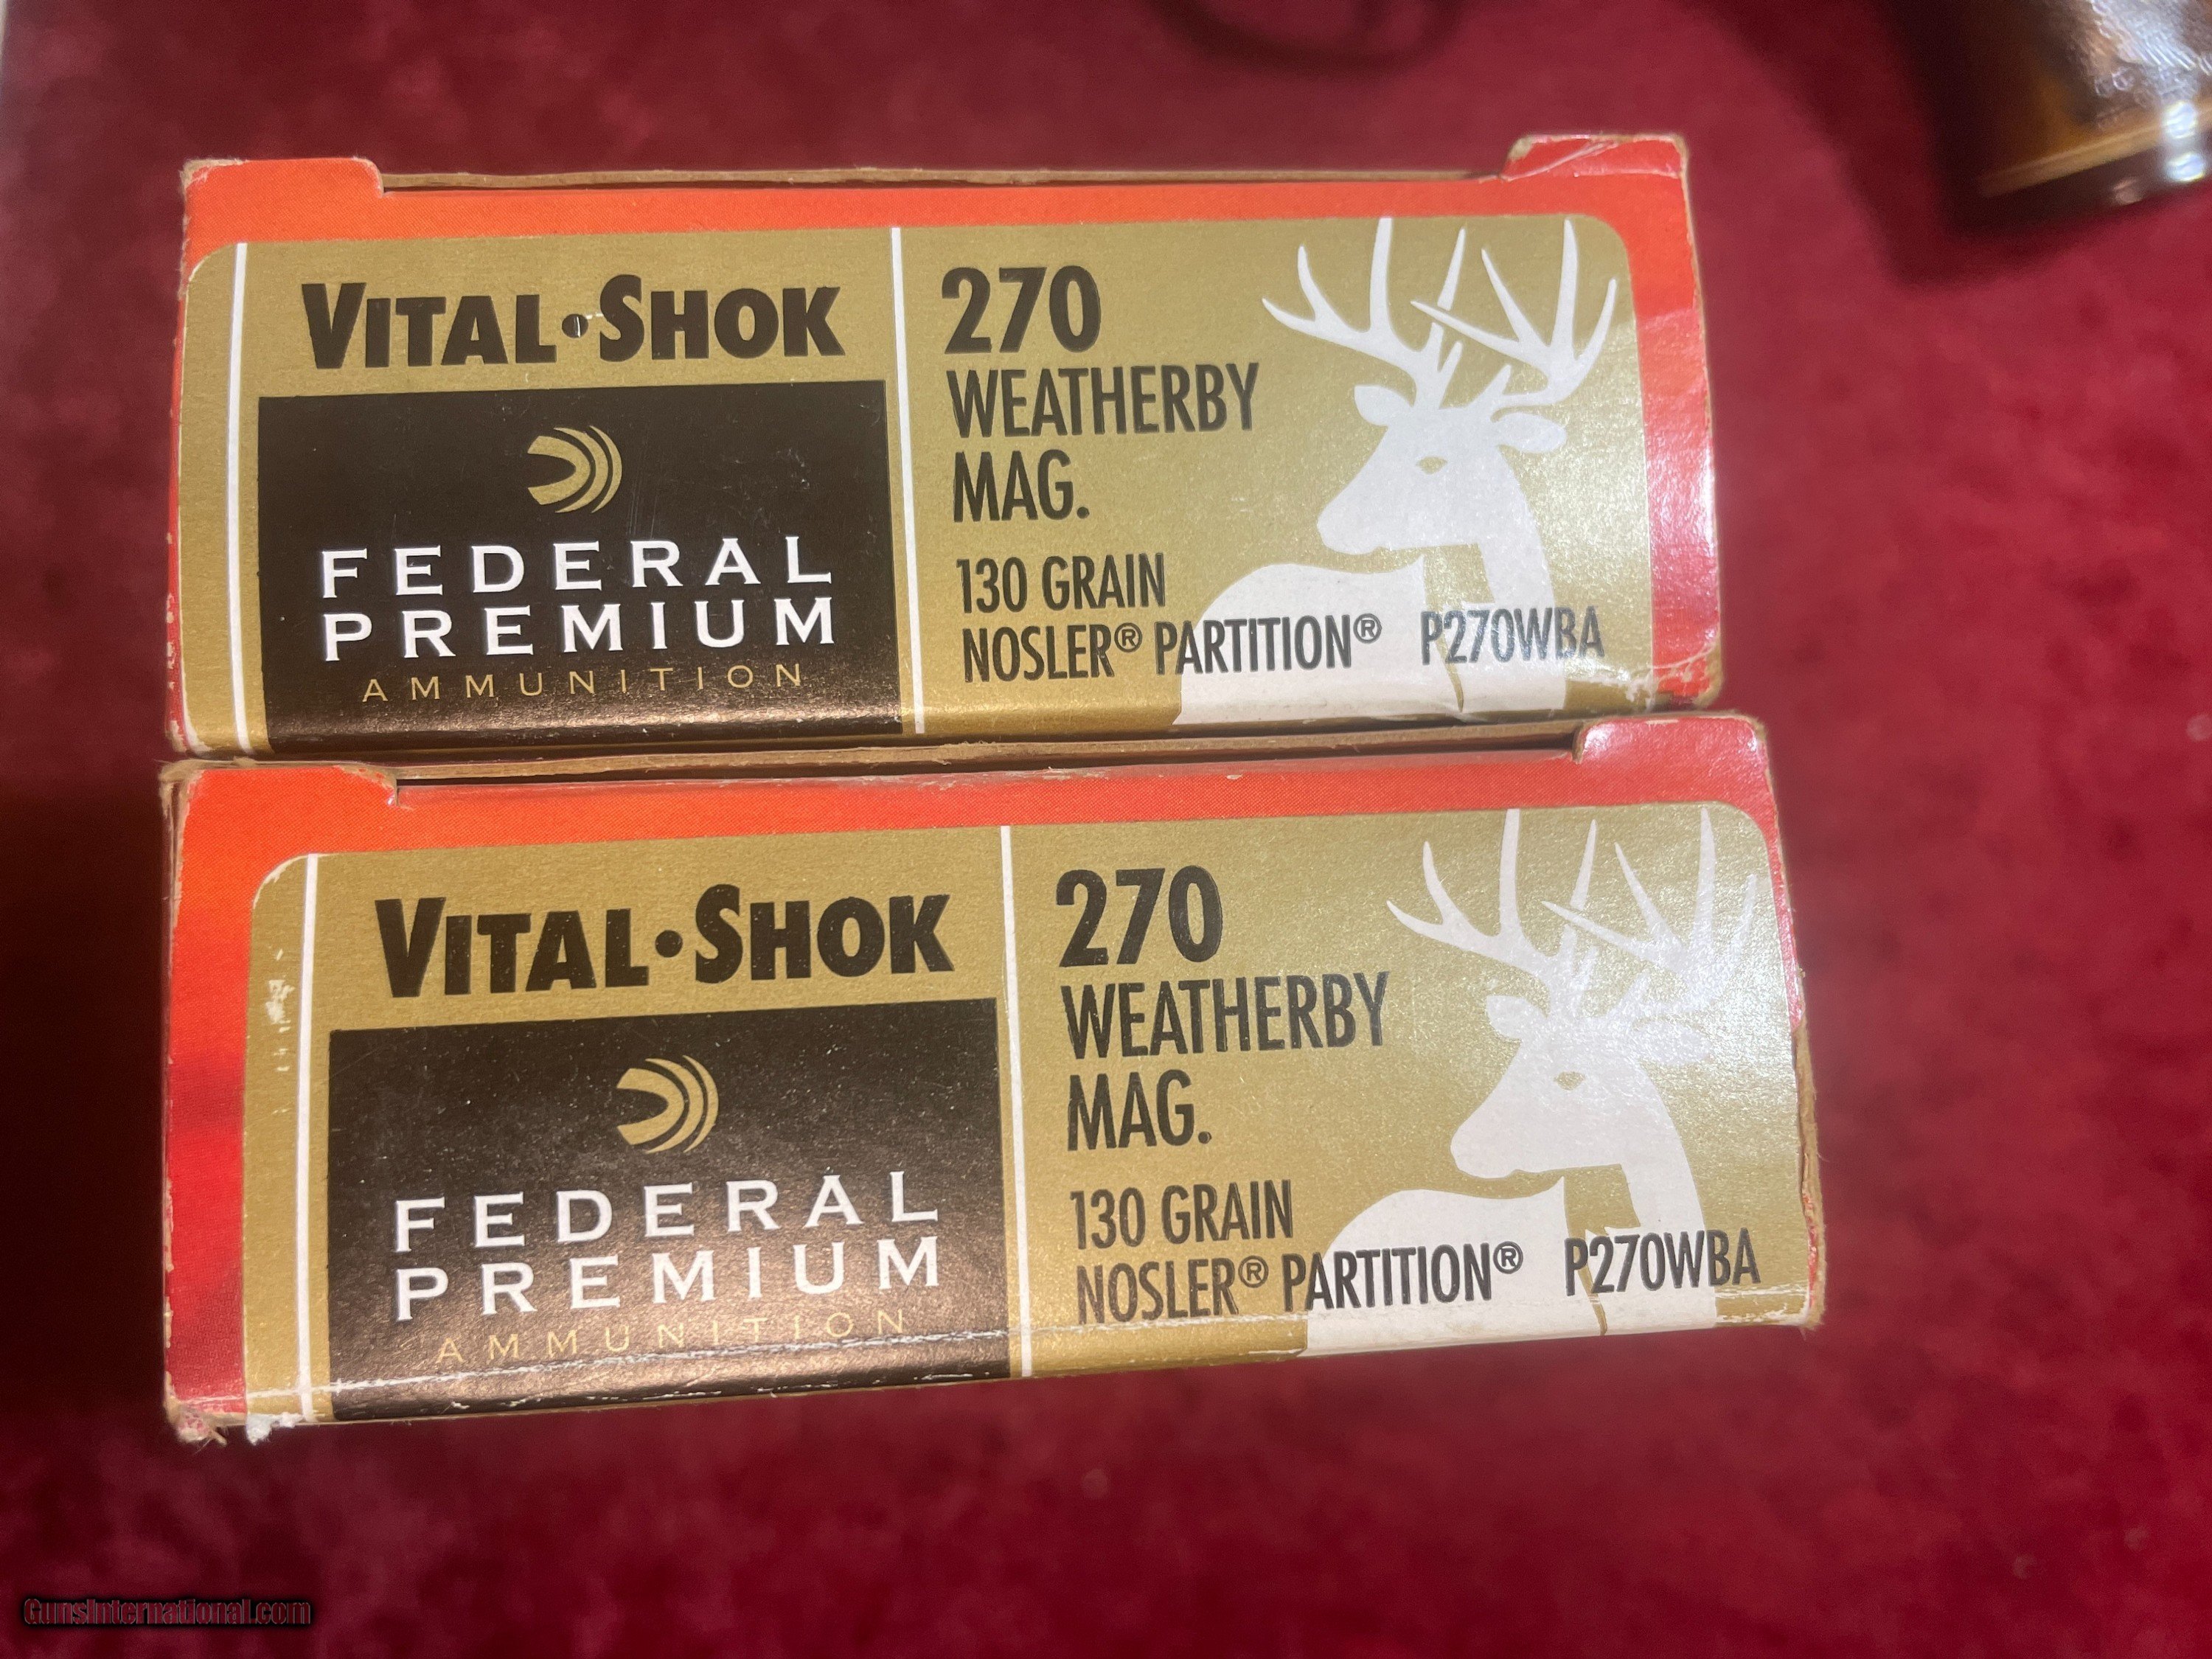 VITAL•SHOK
FEDERAL
PREMIUM
AMMUNITION
270
WEATHERBY
MAG.
130 GRAIN
NOSLER® PARTITION® P270WBA
VITAL•SHOK
FEDERAL
PREMIUM
AMMUNITION
270
WEATHERBY
MAG.
130 GRAIN
NOSLER® PARTITION® P270WBA
GunsInternational.com